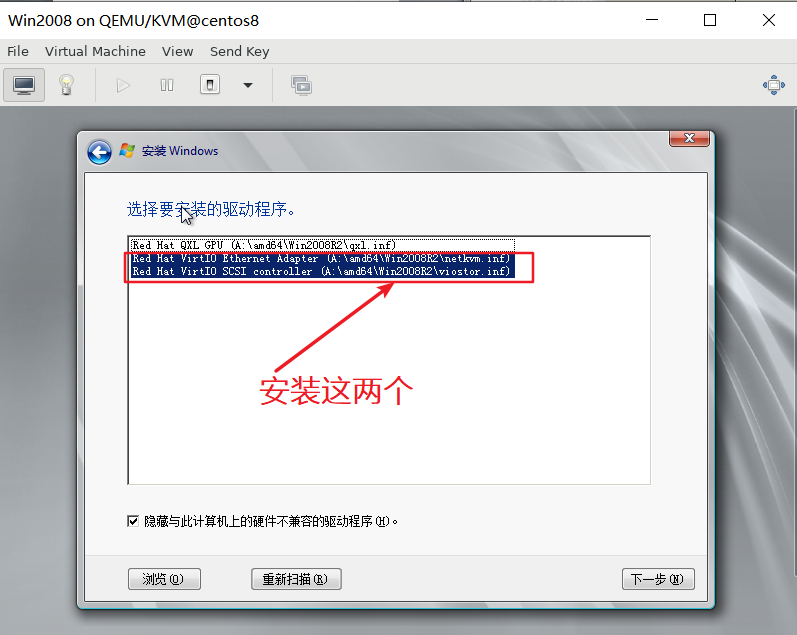 Win2008 on QEMU/KVM@centos8
File Virtual Machine View Send Key
安装 Windows
选择要安装的驱动程序。
Red Hat QXL GPU (A:\amd64\Win2008R2\qxl.inf)
Red Hat VirtIO Ethernet Adapter (A:\amd64\Win2008R2\netkvm.inf)
Red Hat VirtIO SCSI controller (A:\amd64\Win2008R2\viostor.inf)
安装这两个
隐藏与此计算机上的硬件不兼容的驱动程序(H)。
浏览(O) 重新扫描(R) 下一步(N)